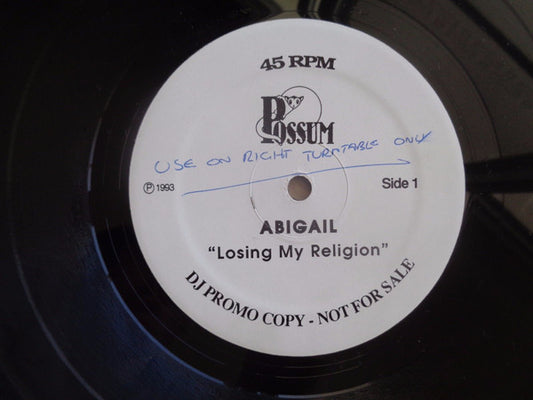 45 RPM
POSSUM
USE ON RIGHT TURNTABLE ONLY
℗ 1993
Side 1
ABIGAIL
"Losing My Religion"
DJ PROMO COPY - NOT FOR SALE